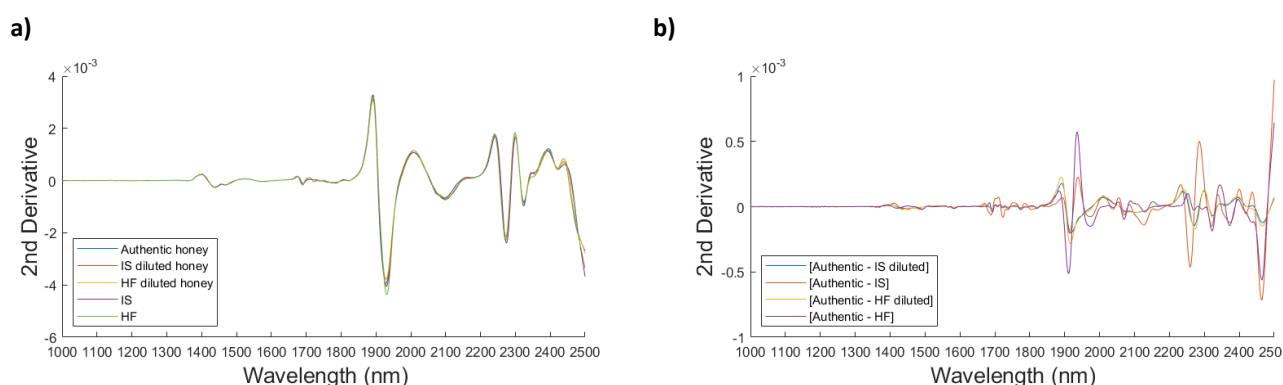 a)
×10⁻³
4
2
0
-2
-4
-6
2nd Derivative
Authentic honey
IS diluted honey
HF diluted honey
IS
HF
1000 1100 1200 1300 1400 1500 1600 1700 1800 1900 2000 2100 2200 2300 2400 2500
Wavelength (nm)
b)
×10⁻³
1
0.5
0
-0.5
-1
2nd Derivative
[Authentic - IS diluted]
[Authentic - IS]
[Authentic - HF diluted]
[Authentic - HF]
1000 1100 1200 1300 1400 1500 1600 1700 1800 1900 2000 2100 2200 2300 2400 250
Wavelength (nm)